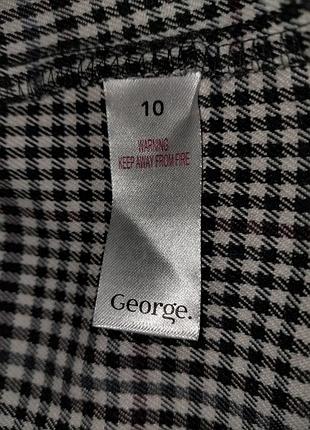 10
WARNING
KEEP AWAY FROM FIRE
George.